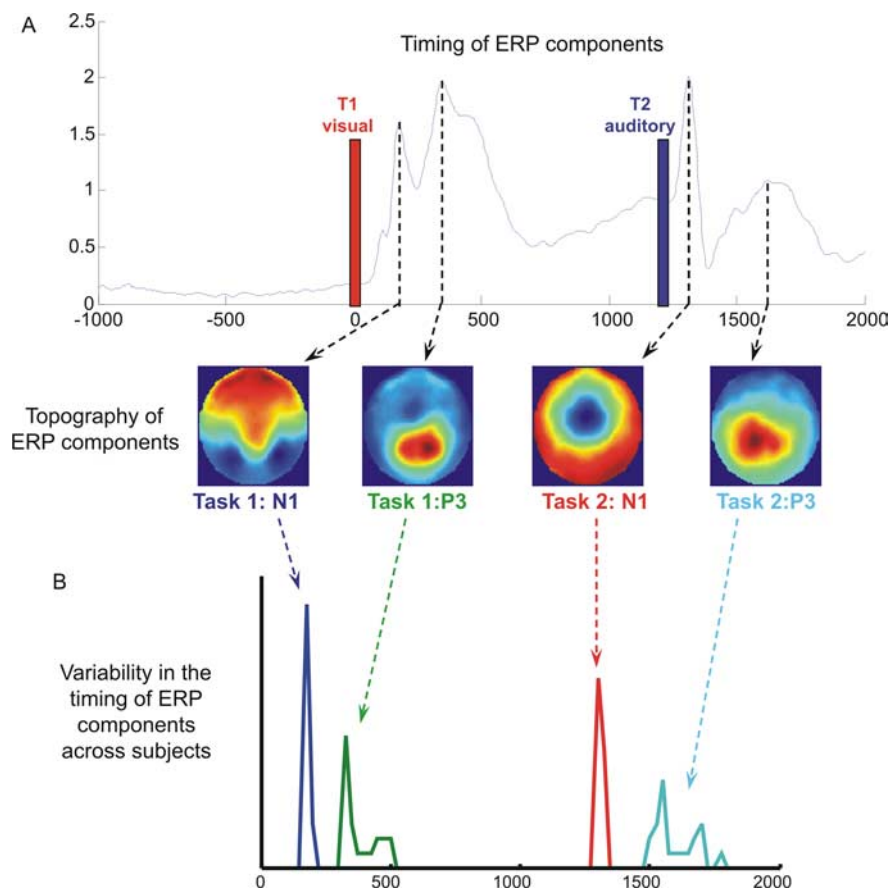 A
Timing of ERP components
2.5
2
1.5
1
0.5
0
T1
visual
T2
auditory
-1000
-500
0
500
1000
1500
2000
Topography of
ERP components
Task 1: N1
Task 1:P3
Task 2: N1
Task 2:P3
B
Variability in the
timing of ERP
components
across subjects
0
500
1000
1500
2000